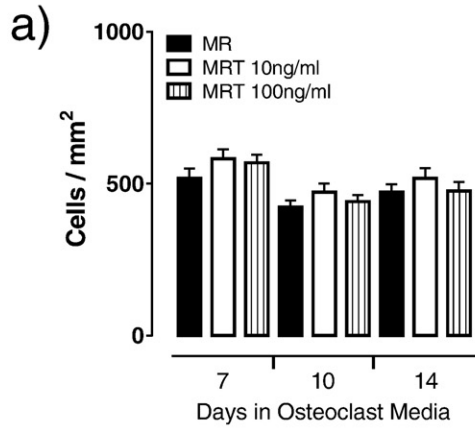 a)
1000
MR
MRT 10ng/ml
MRT 100ng/ml
Cells / mm²
500
0
7 10 14
Days in Osteoclast Media